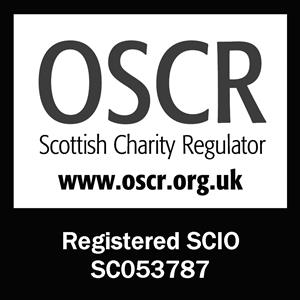 OSCR
Scottish Charity Regulator
www.oscr.org.uk
Registered SCIO
SC053787